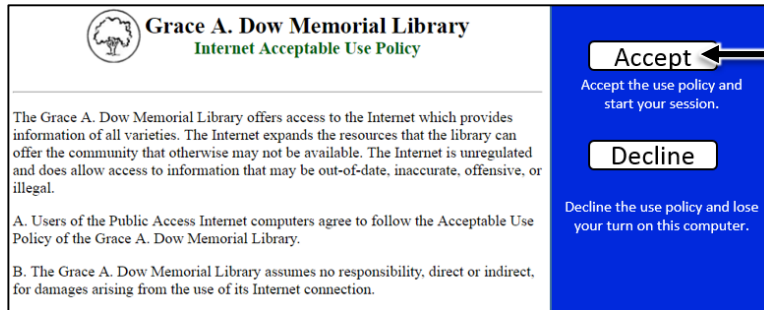 Grace A. Dow Memorial Library
Internet Acceptable Use Policy
The Grace A. Dow Memorial Library offers access to the Internet which provides
information of all varieties. The Internet expands the resources that the library can
offer the community that otherwise may not be available. The Internet is unregulated
and does allow access to information that may be out-of-date, inaccurate, offensive, or
illegal.
A. Users of the Public Access Internet computers agree to follow the Acceptable Use
Policy of the Grace A. Dow Memorial Library.
B. The Grace A. Dow Memorial Library assumes no responsibility, direct or indirect,
for damages arising from the use of its Internet connection.
Accept
Accept the use policy and
start your session.
Decline
Decline the use policy and lose
your turn on this computer.